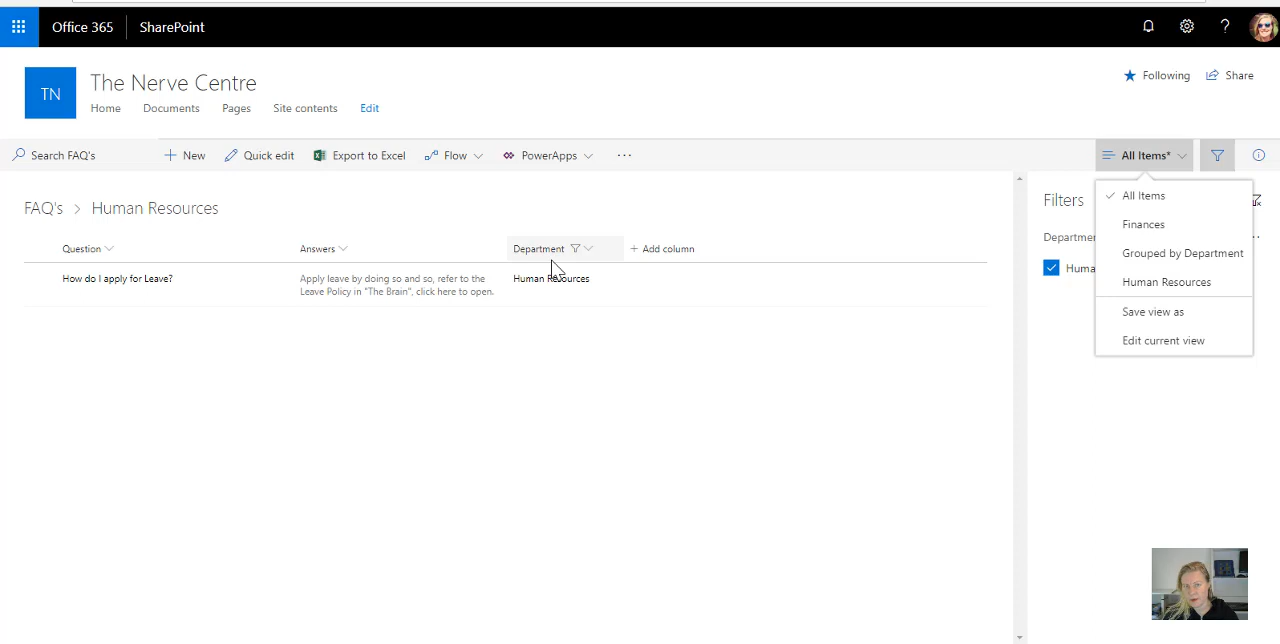 Office 365
SharePoint
?
TN
The Nerve Centre
Home
Documents
Pages
Site contents
Edit
Following
Share
Search FAQ's
New
Quick edit
Export to Excel
Flow
PowerApps
...
All Items*
FAQ's > Human Resources
Question
Answers
Department
+ Add column
How do I apply for Leave?
Apply leave by doing so and so, refer to the
Leave Policy in "The Brain", click here to open.
Human Resources
Filters
Departmen
Huma
All Items
Finances
Grouped by Department
Human Resources
Save view as
Edit current view